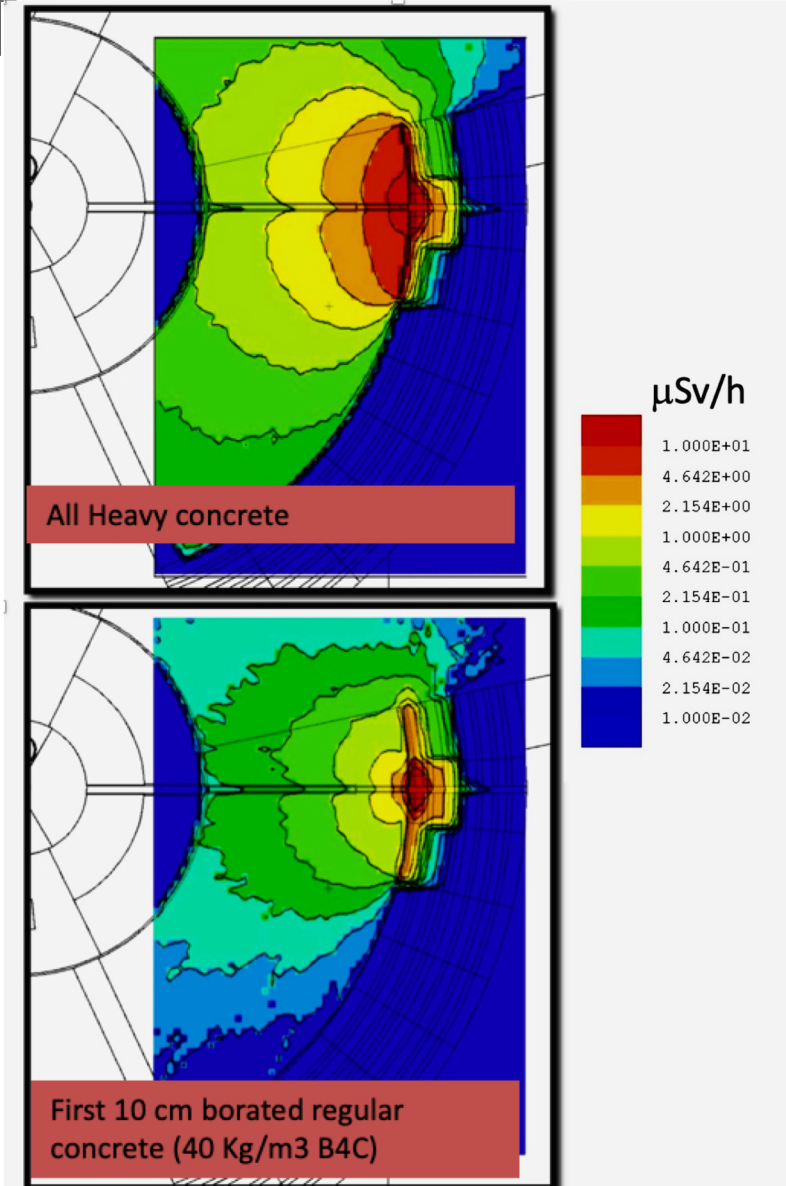 All Heavy concrete
μSv/h
1.000E+01
4.642E+00
2.154E+00
1.000E+00
4.642E-01
2.154E-01
1.000E-01
4.642E-02
2.154E-02
1.000E-02
First 10 cm borated regular
concrete (40 Kg/m3 B4C)